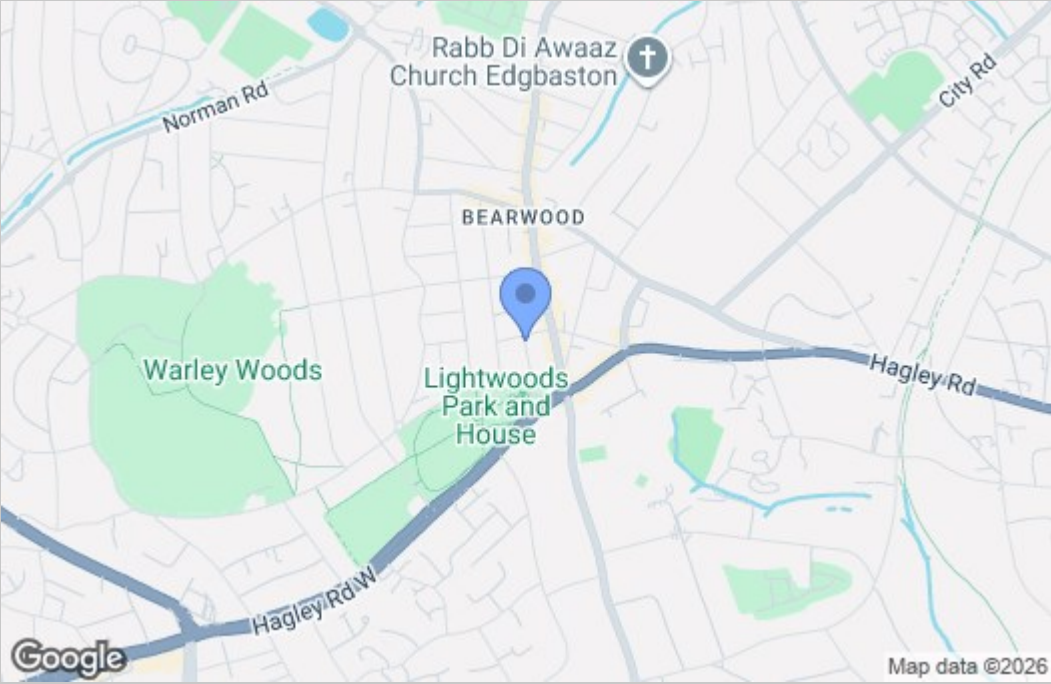 Rabb Di Awaaz
Church Edgbaston
City Rd
Norman Rd
BEARWOOD
Warley Woods
Lightwoods
Park and
House
Hagley Rd
Hagley Rd W
Google
Map data ©2026